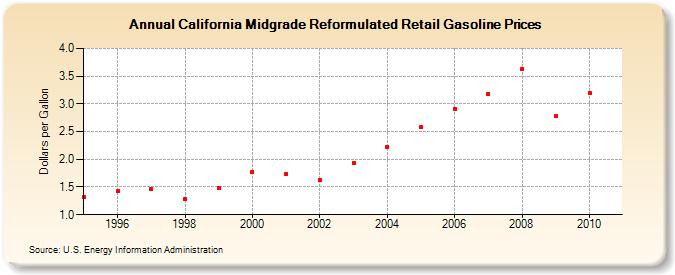 Annual California Midgrade Reformulated Retail Gasoline Prices
Dollars per Gallon
4.0
3.5
3.0
2.5
2.0
1.5
1.0
1996 1998 2000 2002 2004 2006 2008 2010
Source: U.S. Energy Information Administration